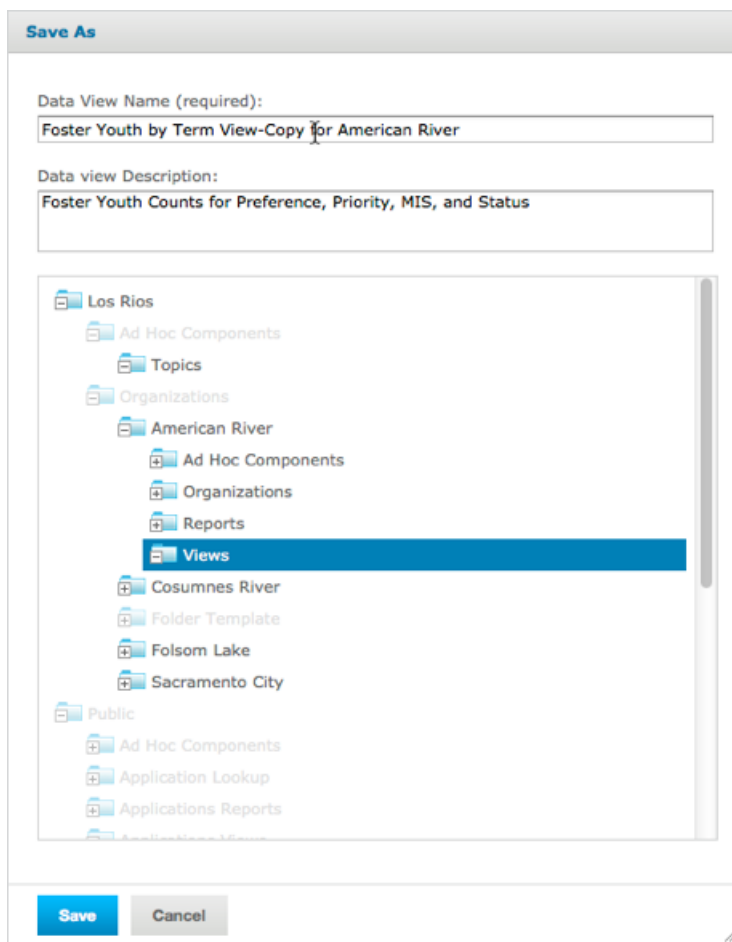 Save As
Data View Name (required):
Foster Youth by Term View-Copy for American River
Data view Description:
Foster Youth Counts for Preference, Priority, MIS, and Status
Los Rios
Ad Hoc Components
Topics
Organizations
American River
Ad Hoc Components
Organizations
Reports
Views
Cosumnes River
Folder Template
Folsom Lake
Sacramento City
Public
Ad Hoc Components
Application Lookup
Applications Reports
Applications Views
Save
Cancel